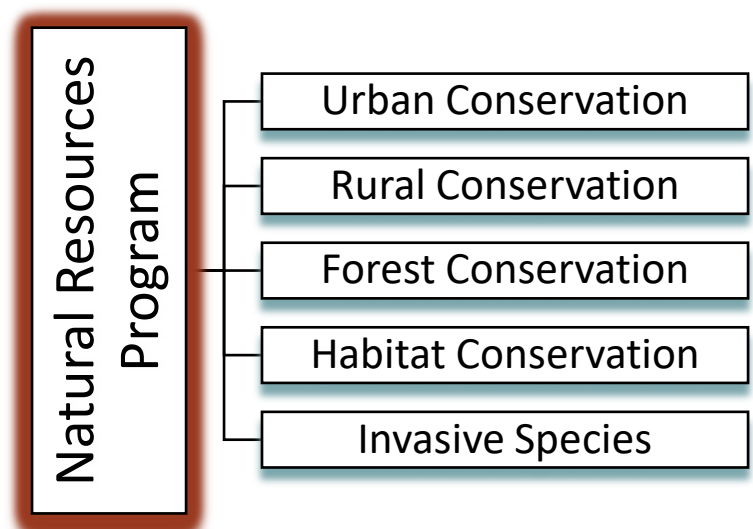 Natural Resources
Program
Urban Conservation
Rural Conservation
Forest Conservation
Habitat Conservation
Invasive Species